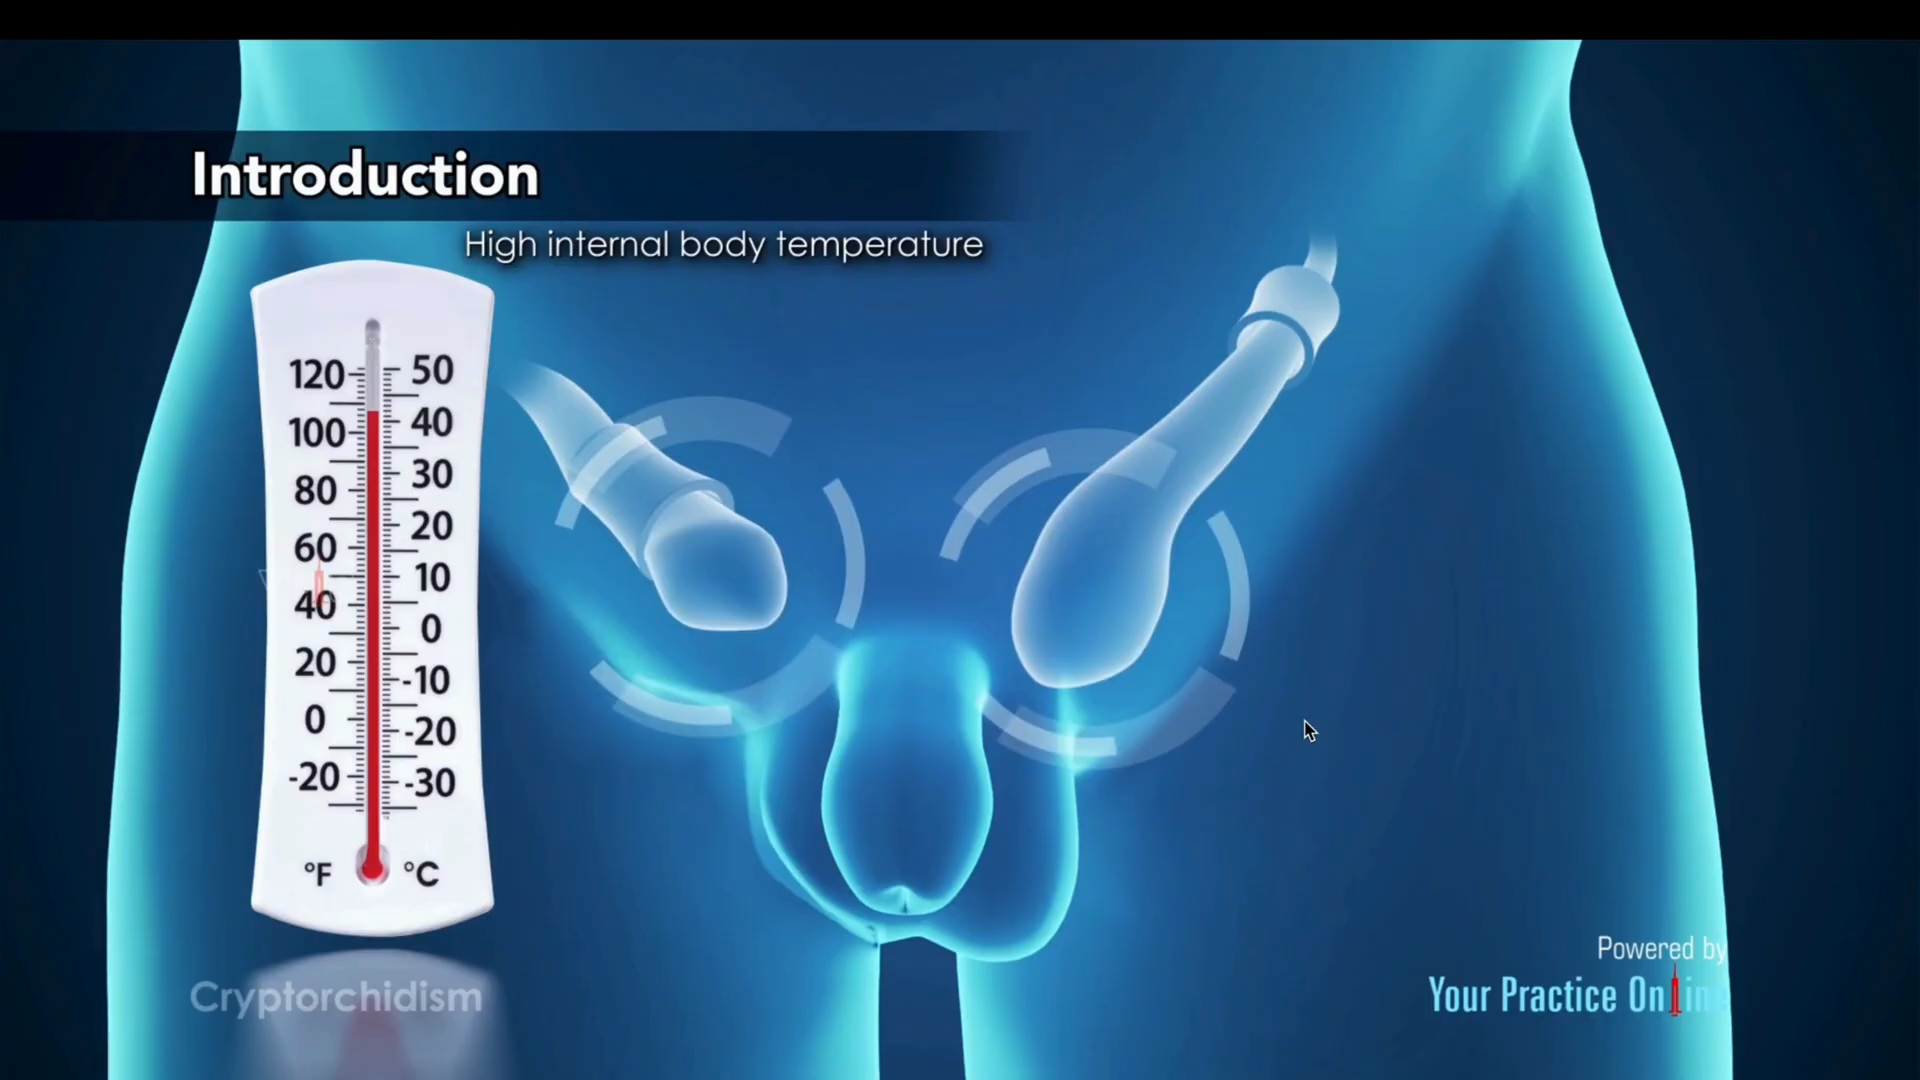 Introduction
High internal body temperature
120 50
100 40
80 30
60 20
40 10
20 0
0 -10
-20 -20
-30
°F °C
Cryptorchidism
Powered by
Your Practice Online